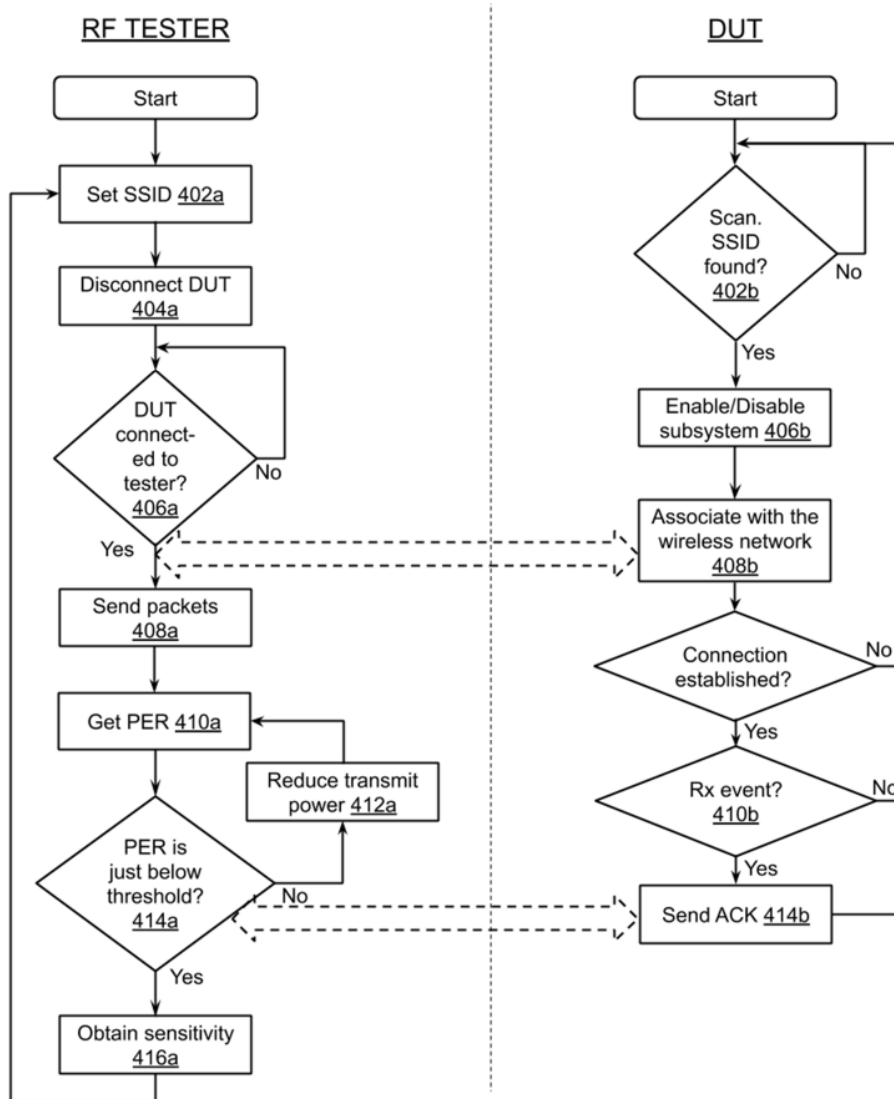 RF TESTER
Start
Set SSID 402a
Disconnect DUT
404a
DUT
connect-
ed to
tester?
406a
No
Yes
Send packets
408a
Get PER 410a
Reduce transmit
power 412a
PER is
just below
threshold?
414a
No
Yes
Obtain sensitivity
416a
DUT
Start
Scan.
SSID
found?
402b
No
Yes
Enable/Disable
subsystem 406b
Associate with the
wireless network
408b
Connection
established?
No
Yes
Rx event?
410b
No
Yes
Send ACK 414b